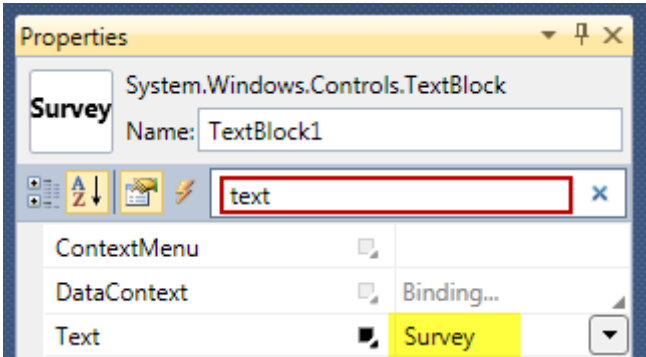 Properties
Survey
System.Windows.Controls.TextBlock
Name: TextBlock1
A Z text
ContextMenu
DataContext Binding...
Text Survey